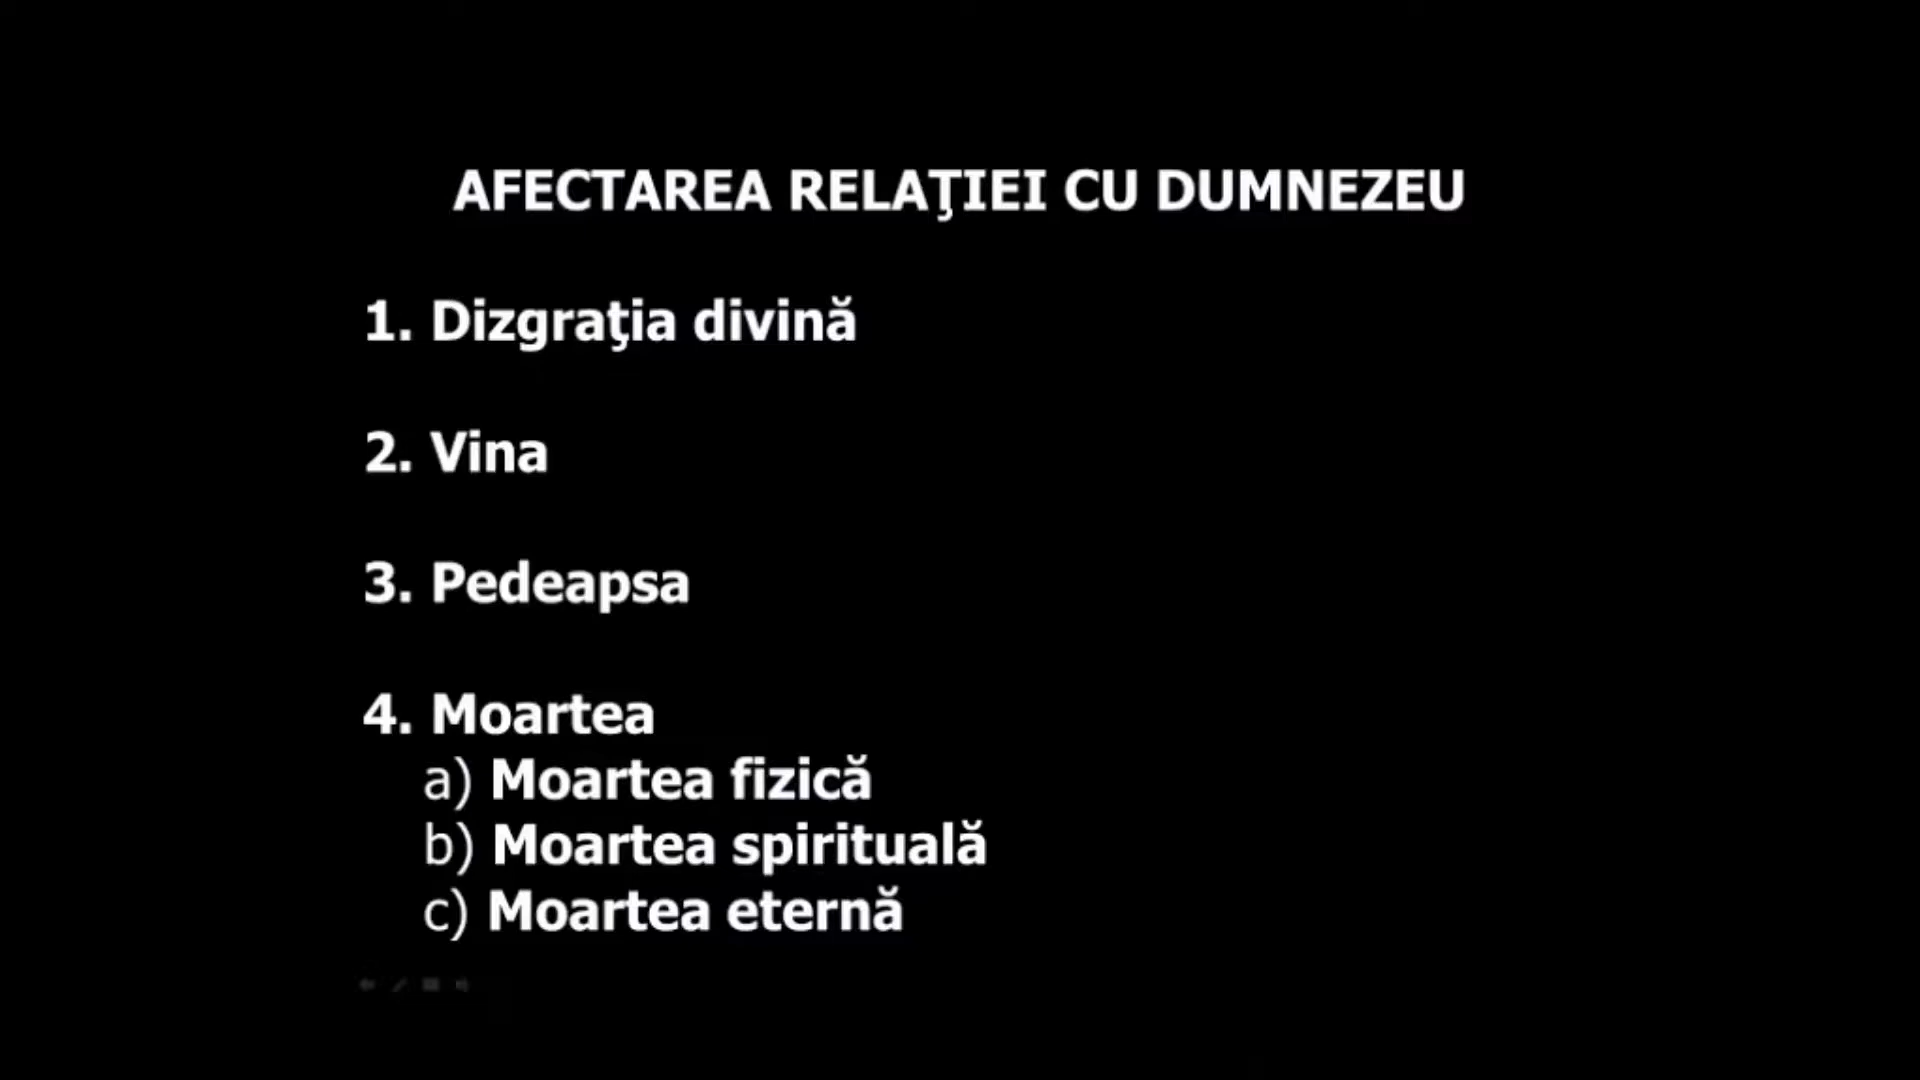 AFECTAREA RELAŢIEI CU DUMNEZEU
1. Dizgraţia divină
2. Vina
3. Pedeapsa
4. Moartea
a) Moartea fizică
b) Moartea spirituală
c) Moartea eternă